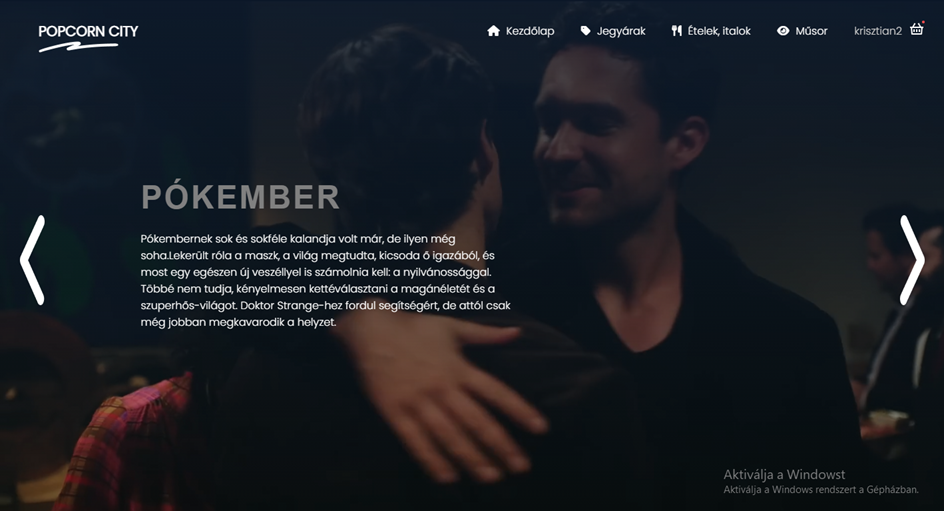 POPCORN CITY
Kezdőlap
Jegyárak
Ételek, italok
Műsor
krisztian2
PÓKEMBER
Pókembernek sok és sokféle kalandja volt már, de ilyen még
soha.Lekerült róla a maszk, a világ megtudta, kicsoda ő igazából, és
most egy egészen új veszéllyel is számolnia kell: a nyilvánossággal.
Többé nem tudja, kényelmesen kettéválasztani a magánéletét és a
szuperhős-világot. Doktor Strange-hez fordul segítségért, de attól csak
még jobban megkavarodik a helyzet.
Aktiválja a Windowst
Aktiválja a Windows rendszert a Gépházban.